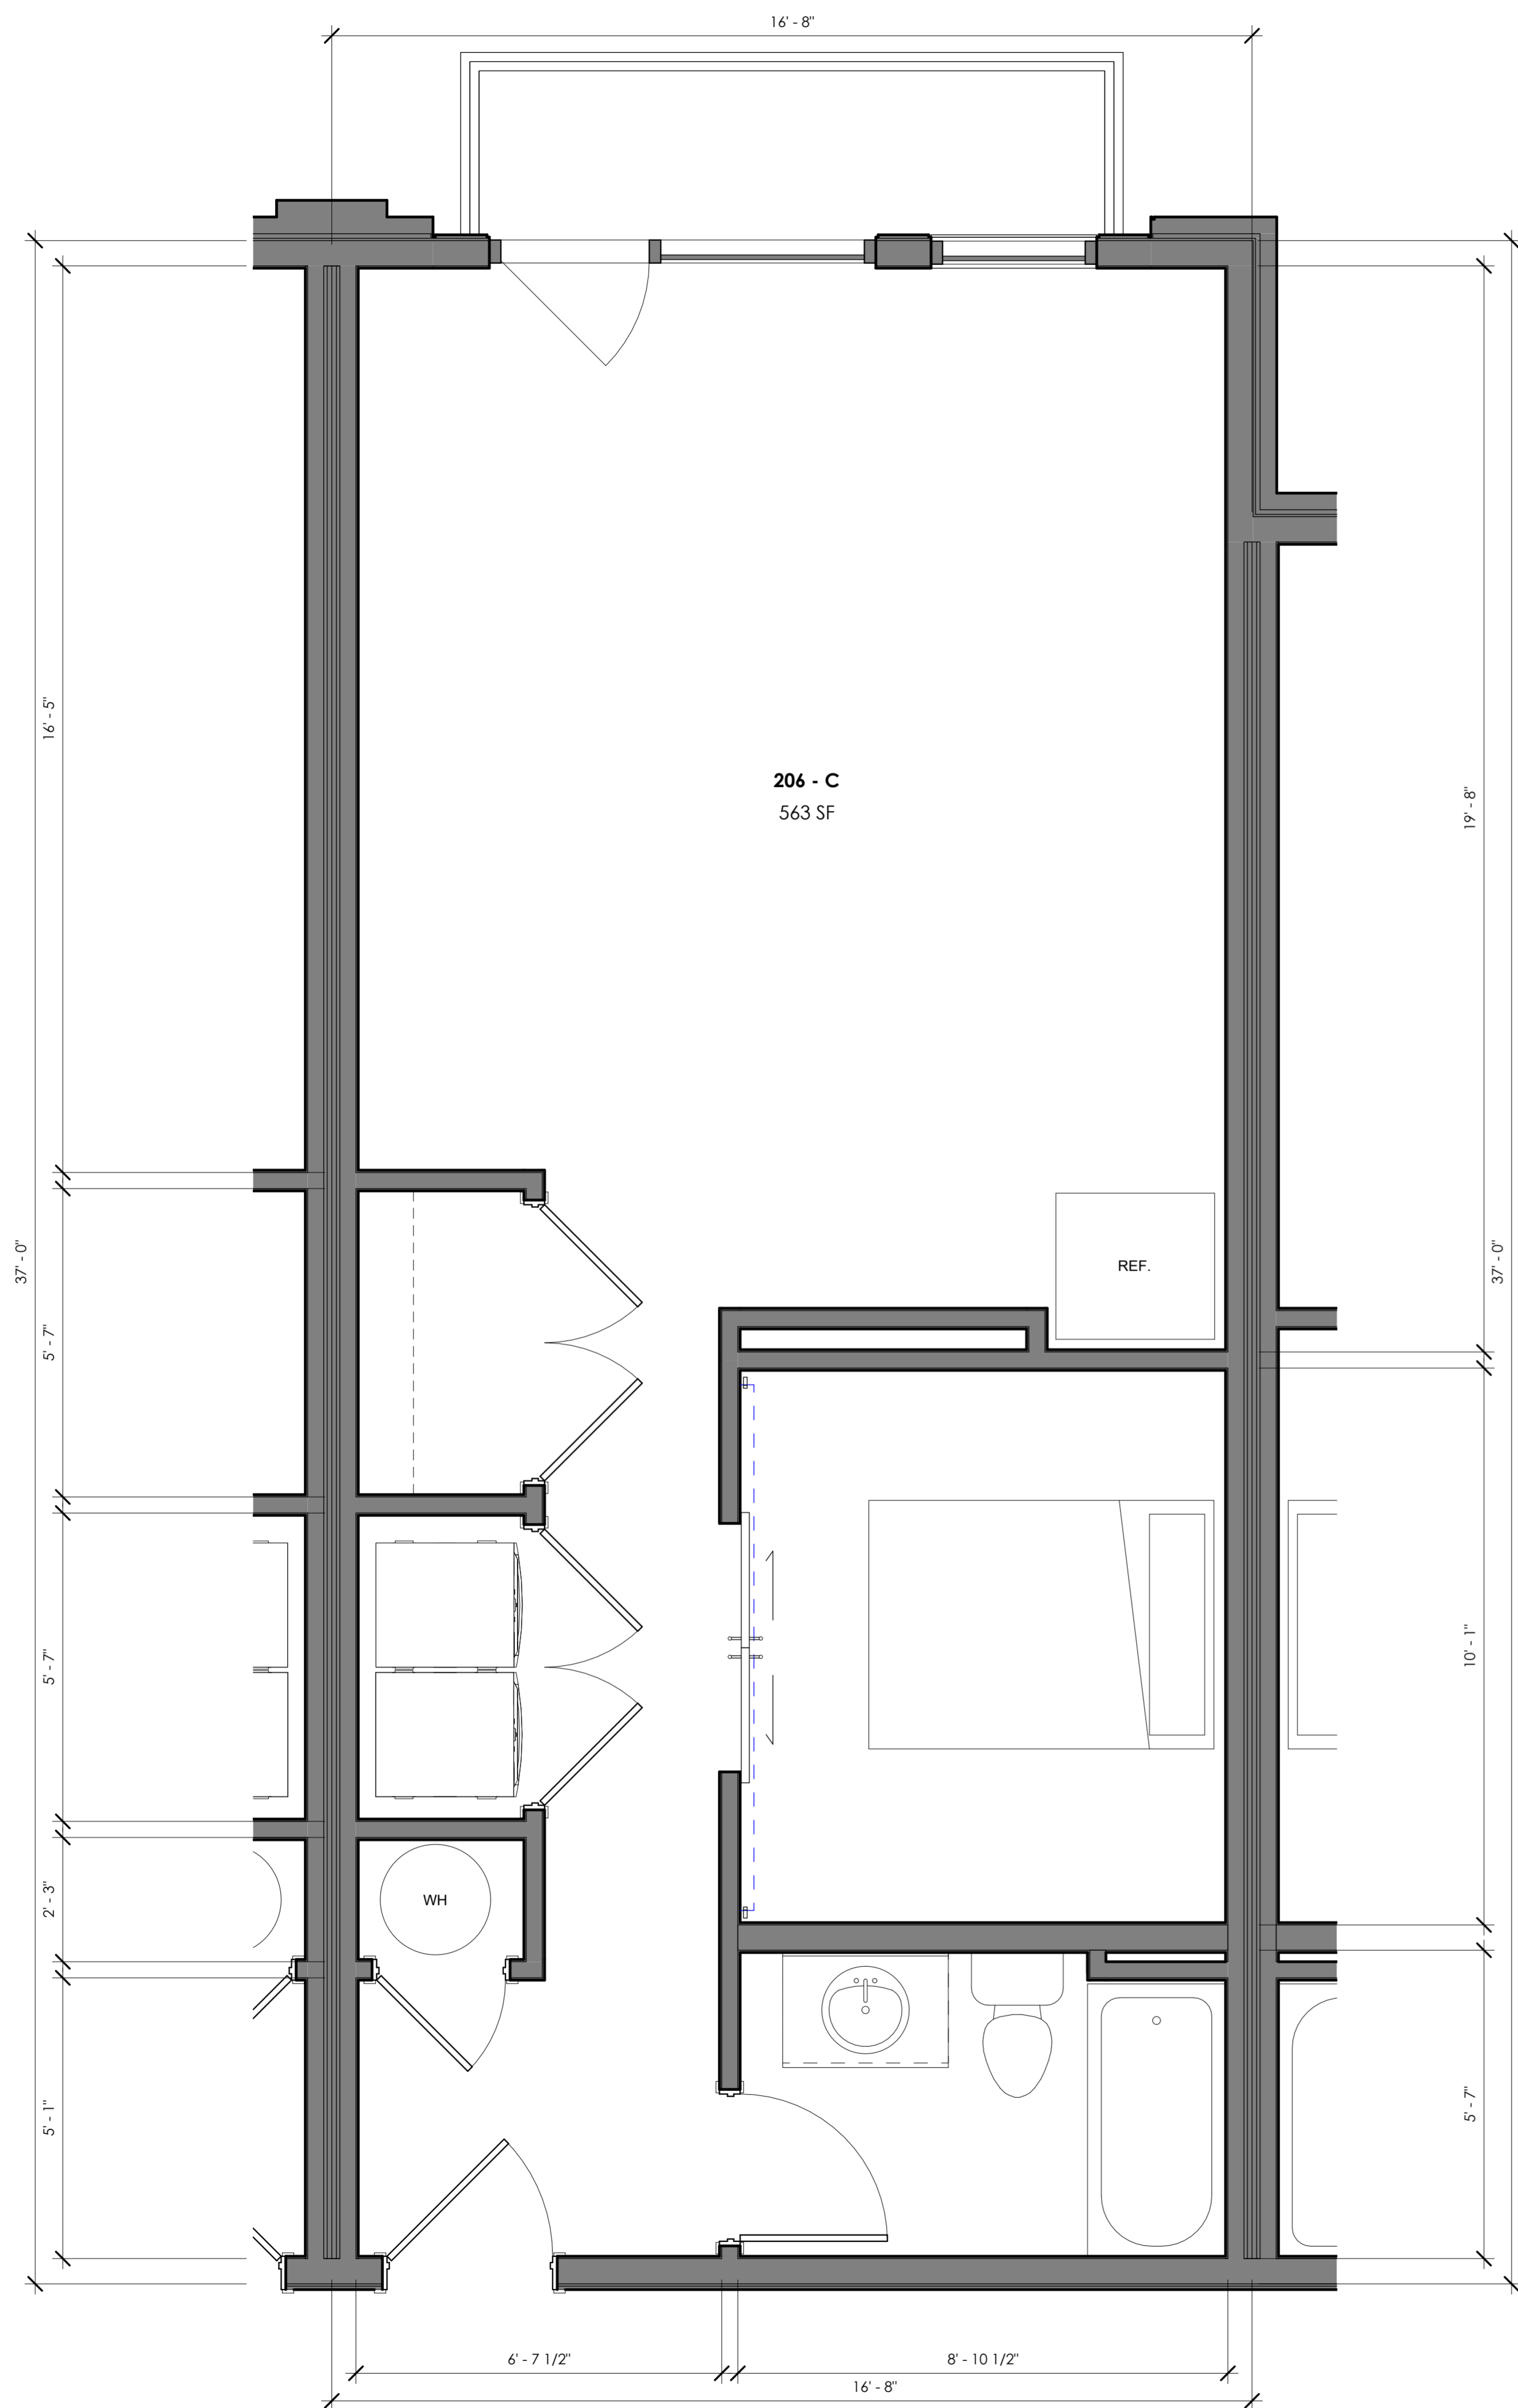 16' - 8"
206 - C
563 SF
16' - 5"
19' - 8"
37' - 0"
37' - 0"
REF.
5' - 7"
5' - 7"
10' - 1"
2' - 3"
WH
5' - 1"
5' - 7"
6' - 7 1/2"
8' - 10 1/2"
16' - 8"